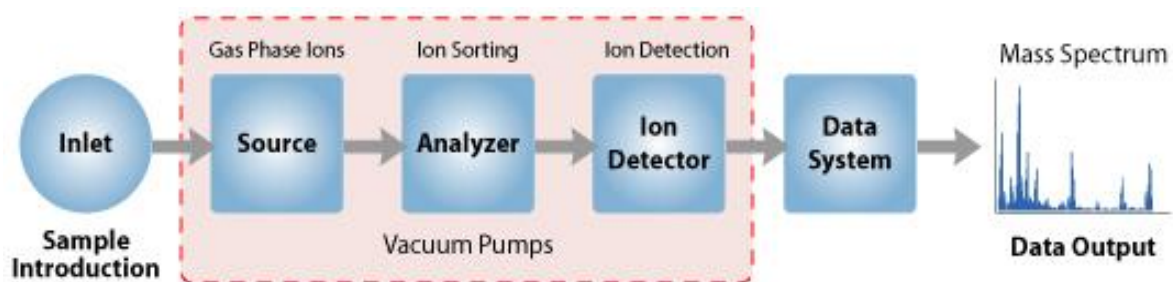 Gas Phase Ions
Ion Sorting
Ion Detection
Mass Spectrum
Inlet
Source
Analyzer
Ion
Detector
Data
System
Sample
Introduction
Vacuum Pumps
Data Output